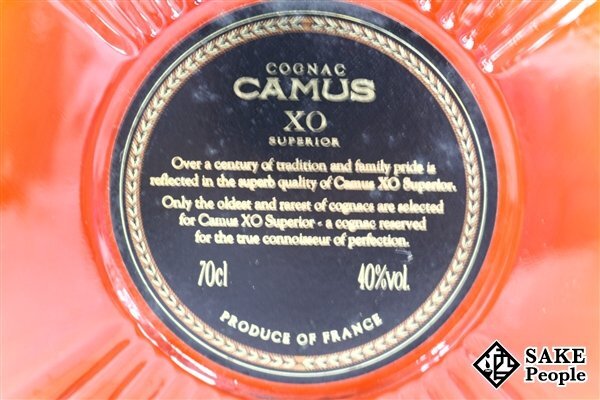 COGNAC
CAMUS
XO
SUPERIOR
Over a century of tradition and family pride is
reflected in the superb quality of Camus XO Superior.
Only the oldest and rarest of cognacs are selected
for Camus XO Superior - a cognac reserved
for the true connoisseur of perfection.
70cl 40%vol.
PRODUCE OF FRANCE
SAKE
People